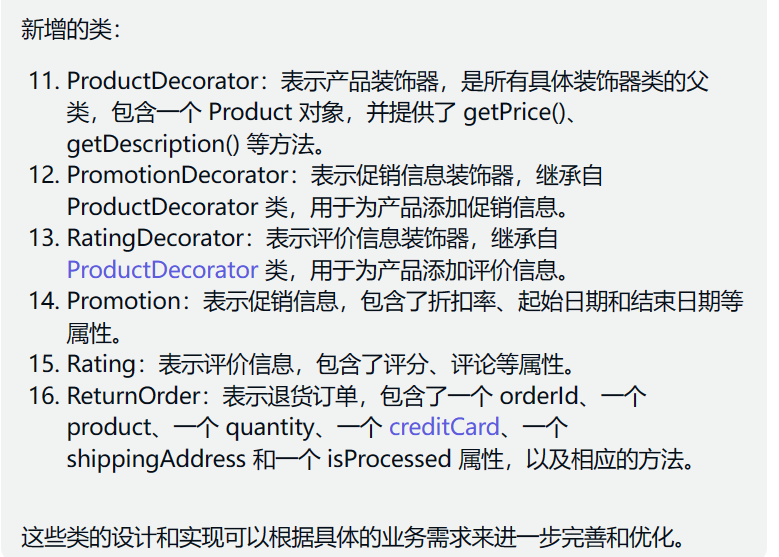 新增的类：
11. ProductDecorator：表示产品装饰器，是所有具体装饰器类的父
类，包含一个 Product 对象，并提供了 getPrice()、
getDescription() 等方法。
12. PromotionDecorator：表示促销信息装饰器，继承自
ProductDecorator 类，用于为产品添加促销信息。
13. RatingDecorator：表示评价信息装饰器，继承自
ProductDecorator 类，用于为产品添加评价信息。
14. Promotion：表示促销信息，包含了折扣率、起始日期和结束日期等
属性。
15. Rating：表示评价信息，包含了评分、评论等属性。
16. ReturnOrder：表示退货订单，包含了一个 orderId、一个
product、一个 quantity、一个 creditCard、一个
shippingAddress 和一个 isProcessed 属性，以及相应的方法。
这些类的设计和实现可以根据具体的业务需求来进一步完善和优化。